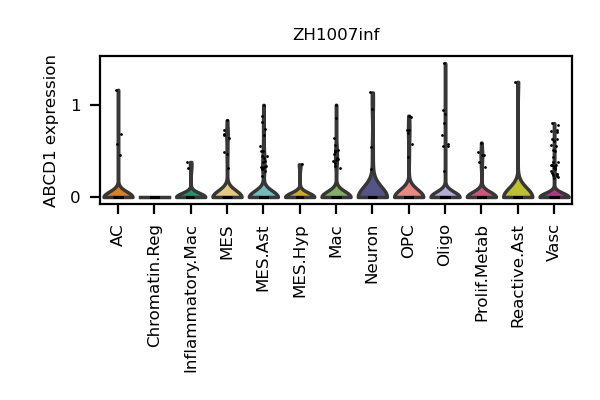 ZH1007inf
ABCD1 expression
1
0
AC
Chromatin.Reg
Inflammatory.Mac
MES
MES.Ast
MES.Hyp
Mac
Neuron
OPC
Oligo
Prolif.Metab
Reactive.Ast
Vasc